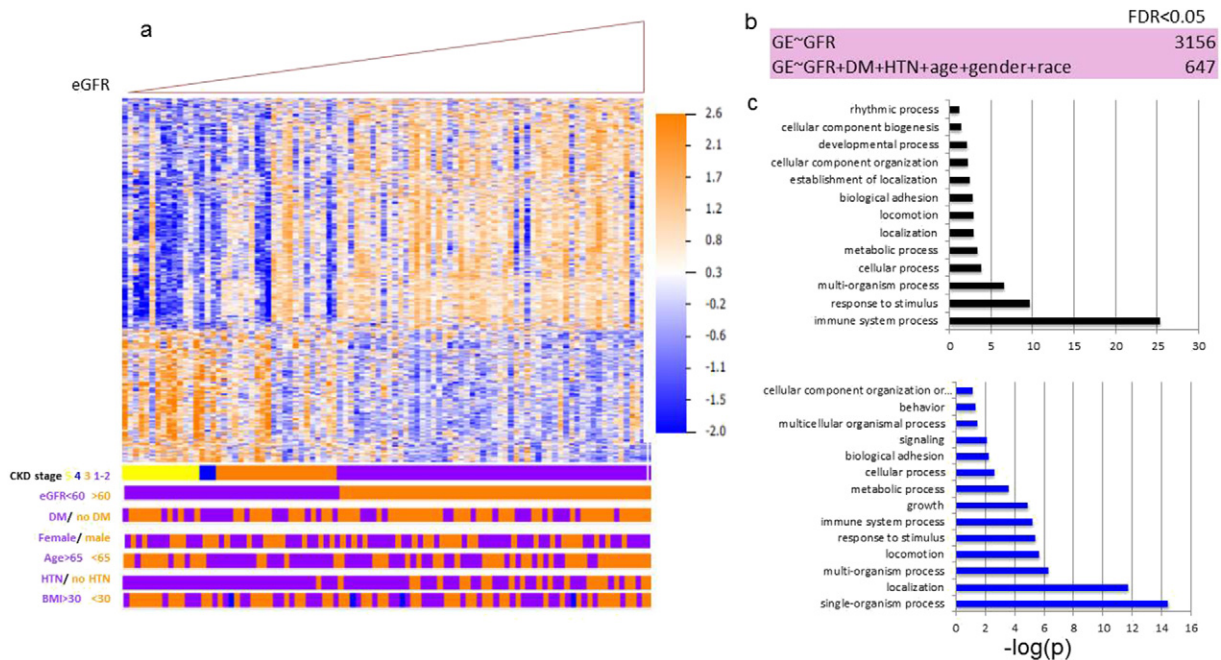 a
eGFR
2.6
2.1
1.7
1.2
0.8
0.3
-0.2
-0.6
-1.1
-1.5
-2.0
CKD stage 5 4 3 1-2
eGFR<60 >60
DM/ no DM
Female/ male
Age>65 <65
HTN/ no HTN
BMI>30 <30
b
FDR<0.05
GE~GFR 3156
GE~GFR+DM+HTN+age+gender+race 647
c
rhythmic process
cellular component biogenesis
developmental process
cellular component organization
establishment of localization
biological adhesion
locomotion
localization
metabolic process
cellular process
multi-organism process
response to stimulus
immune system process
0 5 10 15 20 25 30
cellular component organization or...
behavior
multicellular organismal process
signaling
biological adhesion
cellular process
metabolic process
growth
immune system process
response to stimulus
locomotion
multi-organism process
localization
single-organism process
0 2 4 6 8 10 12 14 16
-log(p)